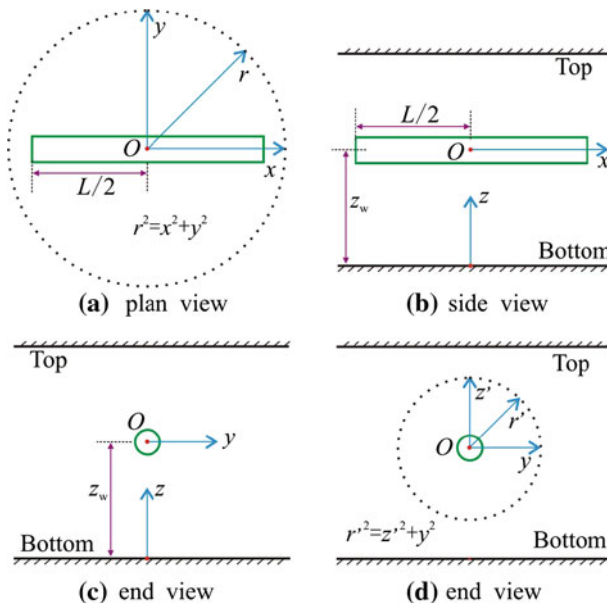 y
r
O
x
L/2
r²=x²+y²
(a) plan view
Top
L/2
O
x
z_w
z
Bottom
(b) side view
Top
O
y
z_w
z
Bottom
(c) end view
Top
z'
r'
O
y
r'²=z'²+y²
Bottom
(d) end view